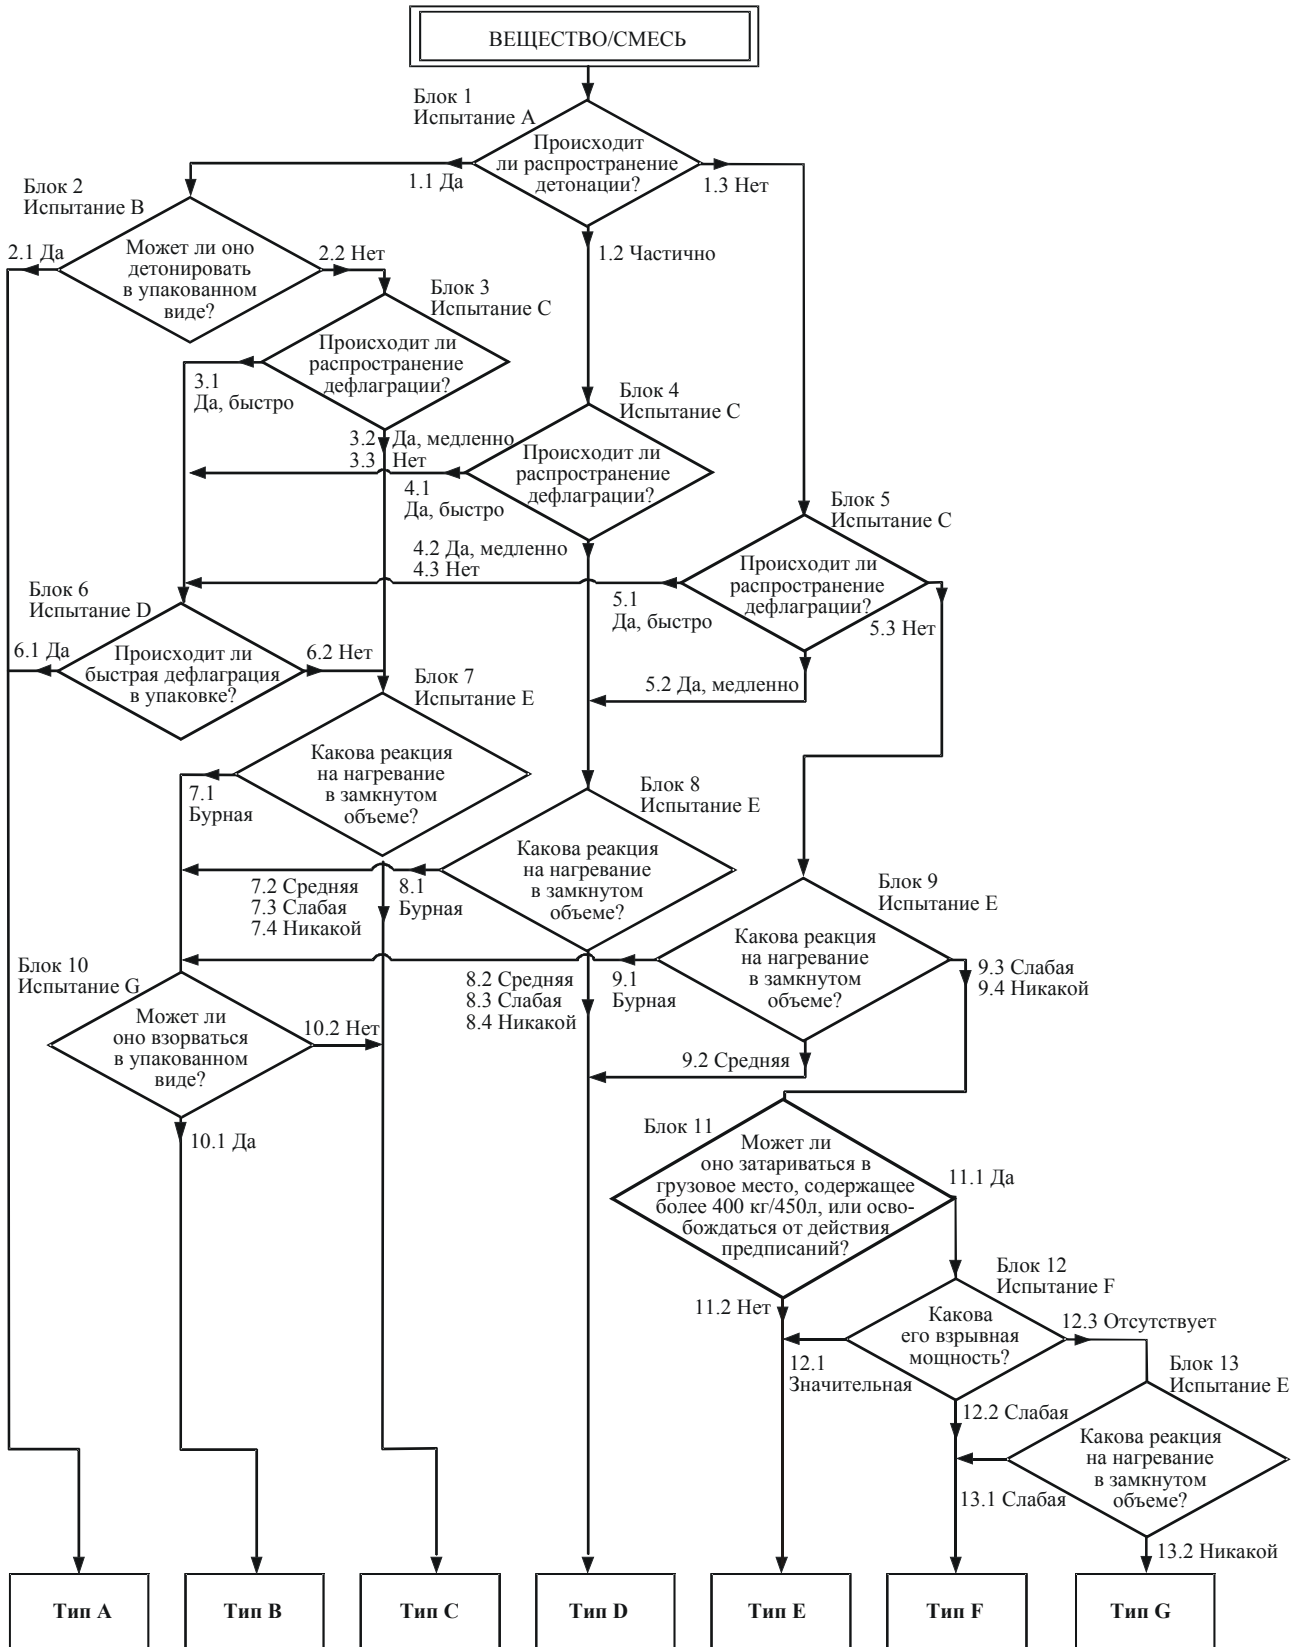 ВЕЩЕСТВО/СМЕСЬ
Блок 1
Испытание A
Происходит
ли распространение
детонации?
1.1 Да
1.3 Нет
1.2 Частично
Блок 2
Испытание B
2.1 Да
2.2 Нет
Может ли оно
детонировать
в упакованном
виде?
Блок 3
Испытание C
Происходит ли
распространение
дефлаграции?
3.1
Да, быстро
3.2 Да, медленно
3.3 Нет
Блок 4
Испытание C
Происходит ли
распространение
дефлаграции?
4.1
Да, быстро
4.2 Да, медленно
4.3 Нет
Блок 5
Испытание C
Происходит ли
распространение
дефлаграции?
5.1
Да, быстро
5.3 Нет
5.2 Да, медленно
Блок 6
Испытание D
6.1 Да
6.2 Нет
Происходит ли
быстрая дефлаграция
в упаковке?
Блок 7
Испытание E
Какова реакция
на нагревание
в замкнутом
объеме?
7.1
Бурная
7.2 Средняя
7.3 Слабая
7.4 Никакой
Блок 8
Испытание E
Какова реакция
на нагревание
в замкнутом
объеме?
8.1
Бурная
8.2 Средняя
8.3 Слабая
8.4 Никакой
Блок 9
Испытание E
Какова реакция
на нагревание
в замкнутом
объеме?
9.1
Бурная
9.3 Слабая
9.4 Никакой
9.2 Средняя
Блок 10
Испытание G
Может ли
оно взорваться
в упакованном
виде?
10.2 Нет
10.1 Да
Блок 11
Может ли
оно затариваться в
грузовое место, содержащее
более 400 кг/450л, или осво-
бождаться от действия
предписаний?
11.1 Да
11.2 Нет
Блок 12
Испытание F
Какова
его взрывная
мощность?
12.3 Отсутствует
12.1
Значительная
12.2 Слабая
Блок 13
Испытание E
Какова реакция
на нагревание
в замкнутом
объеме?
13.1 Слабая
13.2 Никакой
Тип A
Тип B
Тип C
Тип D
Тип E
Тип F
Тип G